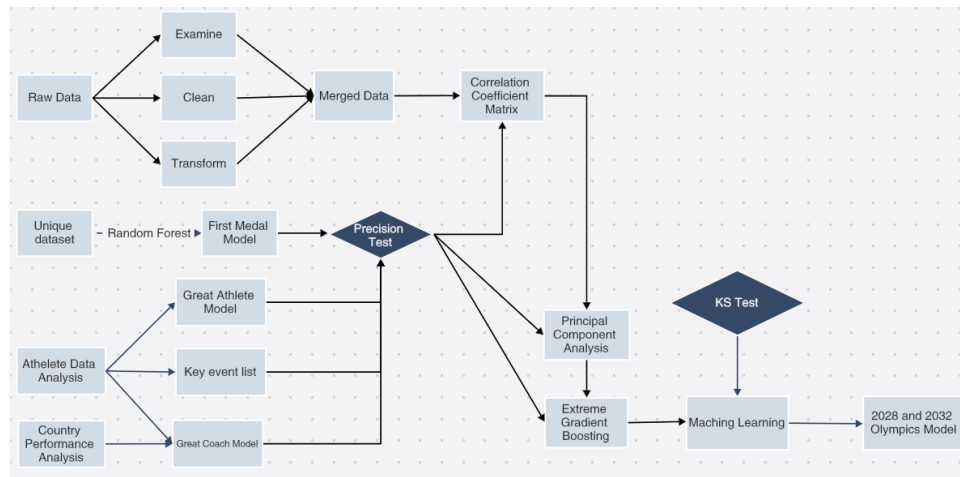 Examine
Raw Data
Clean
Merged Data
Correlation
Coefficient
Matrix
Transform
Unique
dataset
Random Forest
First Medal
Model
Precision
Test
Great Athlete
Model
KS Test
Principal
Component
Analysis
Athelete Data
Analysis
Key event list
Country
Performance
Analysis
Great Coach Model
Extreme
Gradient
Boosting
Maching Learning
2028 and 2032
Olympics Model